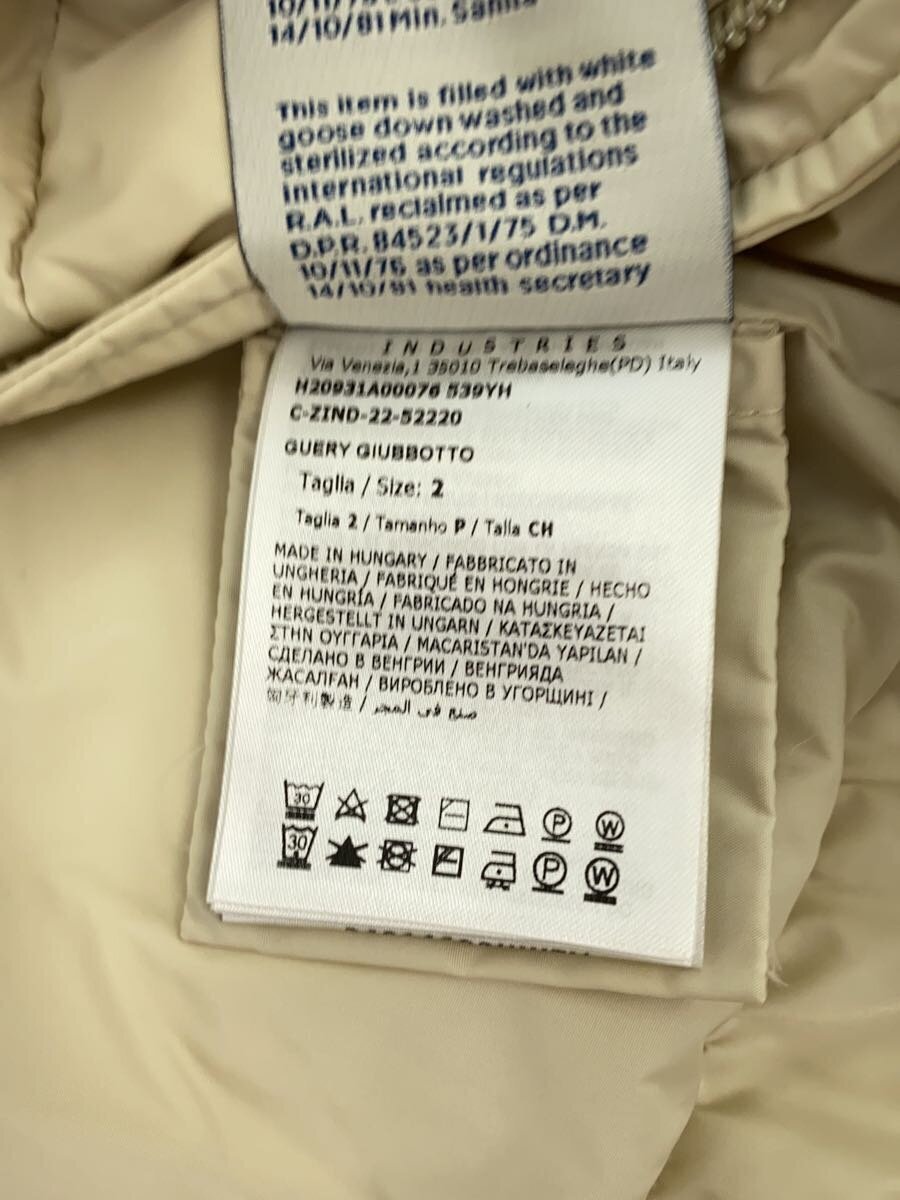 14/10/81 Min.
This item is filled with white
goose down washed and
sterilized according to the
international regulations
R.A.L. reclaimed as per
D.P.R. 84523/1/75 D.M.
10/11/76 as per ordinance
14/10/81 health secretary
INDUSTRIES
Via Venezia,1 35010 Trebaseleghe(PD) Italy
H20931A00076 539YH
C-ZIND-22-52220
GUERY GIUBBOTTO
Taglia / Size: 2
Taglia 2 / Tamanho P / Talla CH
MADE IN HUNGARY / FABBRICATO IN
UNGHERIA / FABRIQUÉ EN HONGRIE / HECHO
EN HUNGRÍA / FABRICADO NA HUNGRIA /
HERGESTELLT IN UNGARN / ΚΑΤΑΣΚΕΥΑΖΕΤΑΙ
ΣΤΗΝ ΟΥΓΓΑΡΙΑ / MACARISTAN'DA YAPILAN /
СДЕЛАНО В ВЕНГРИИ / ВЕНГРИЯДА
ЖАСАЛҒАН / ВИРОБЛЕНО В УГОРЩИНІ /
匈牙利製造 / صنع في المجر
30 P W
30 P W